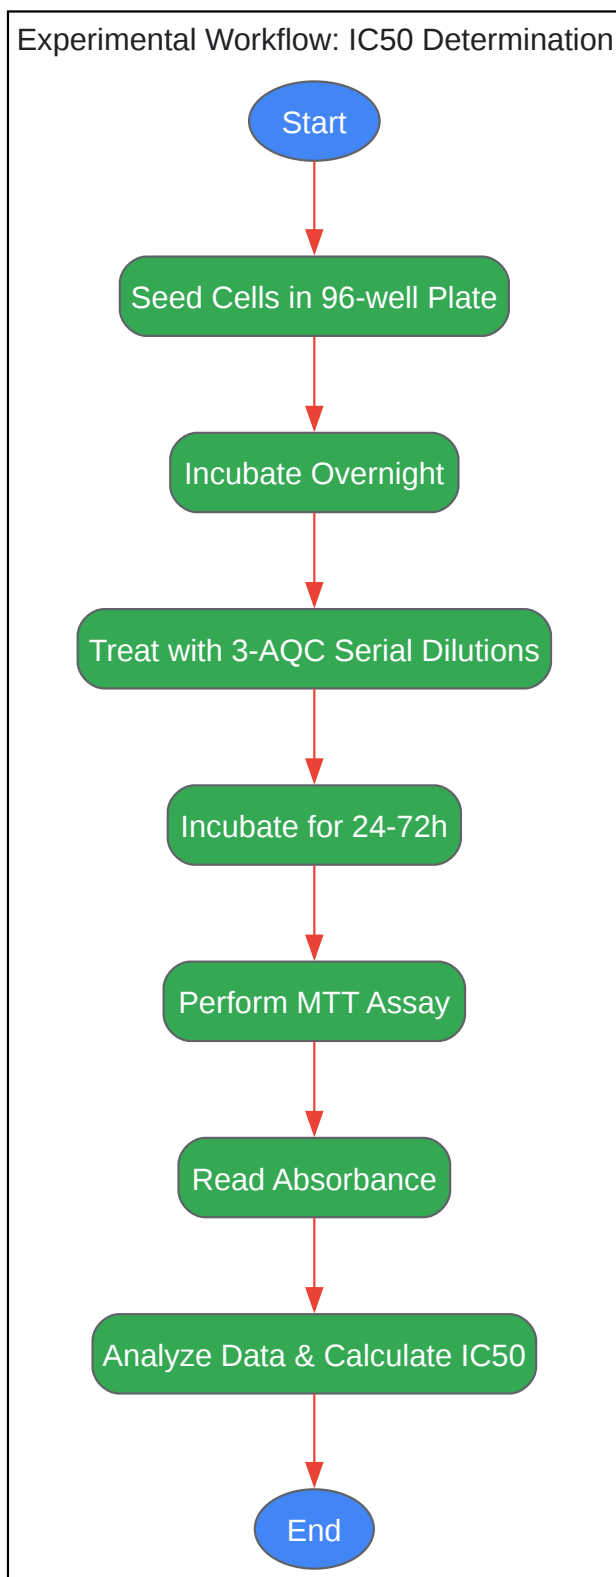 Experimental Workflow: IC50 Determination
Start
Seed Cells in 96-well Plate
Incubate Overnight
Treat with 3-AQC Serial Dilutions
Incubate for 24-72h
Perform MTT Assay
Read Absorbance
Analyze Data & Calculate IC50
End